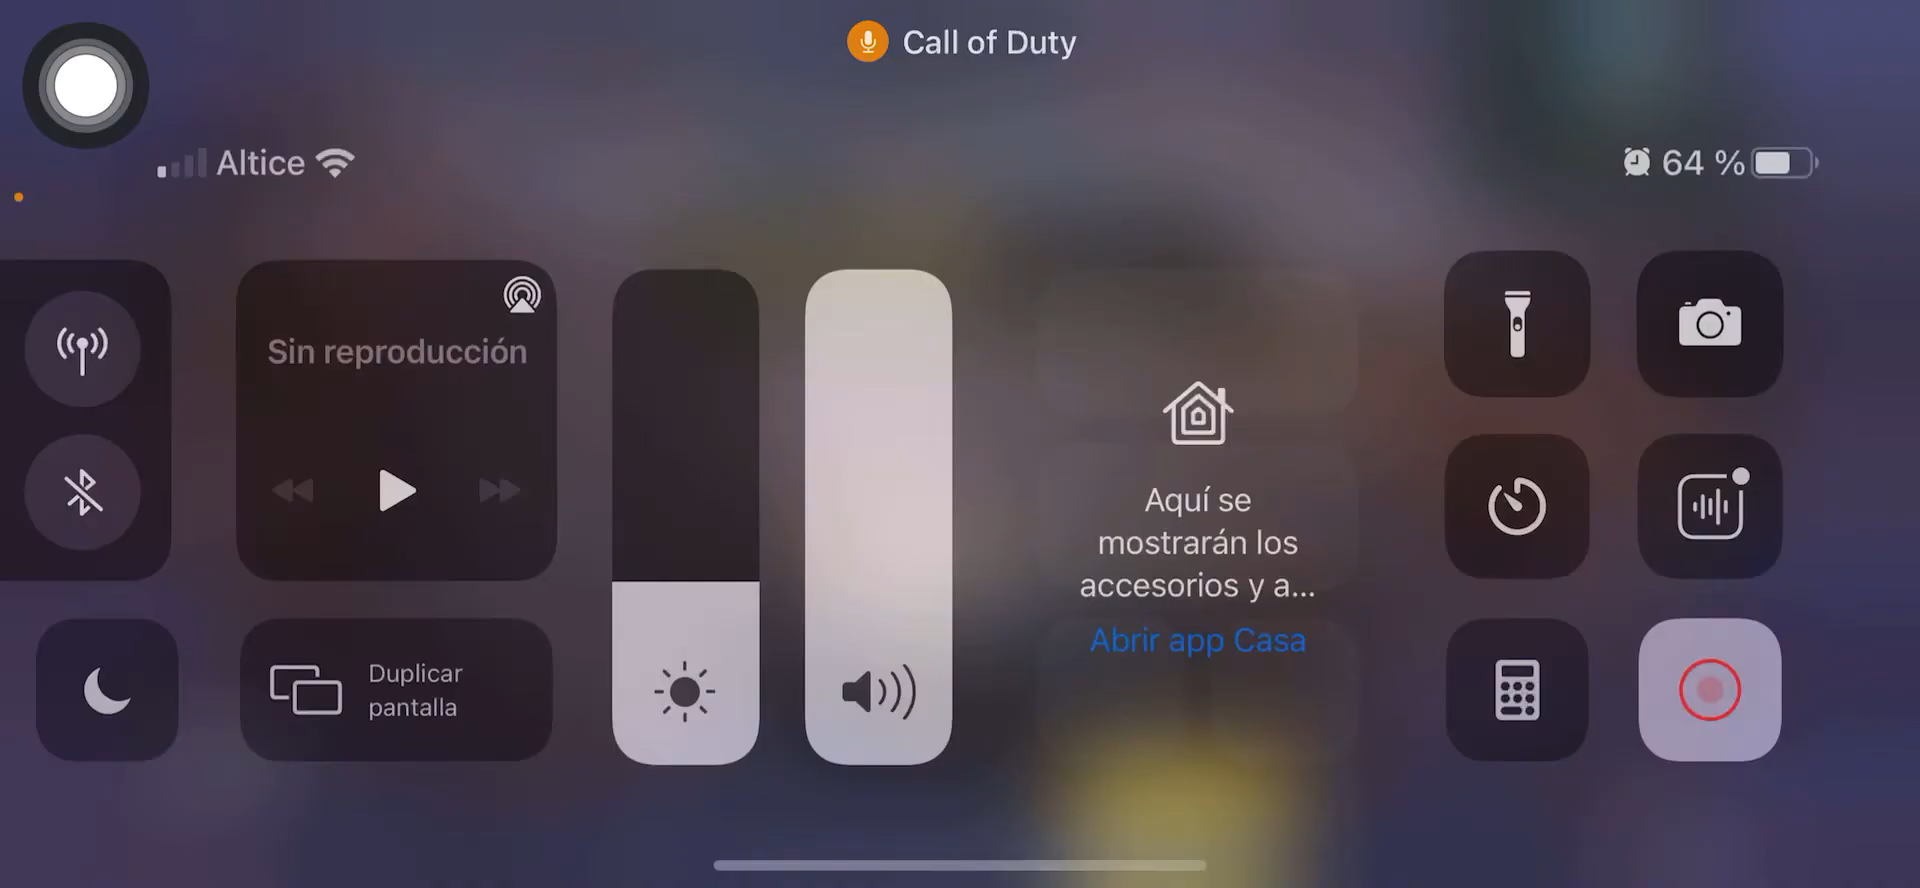 Call of Duty
Altice
64 %
Sin reproducción
Duplicar
pantalla
Aquí se
mostrarán los
accesorios y a...
Abrir app Casa